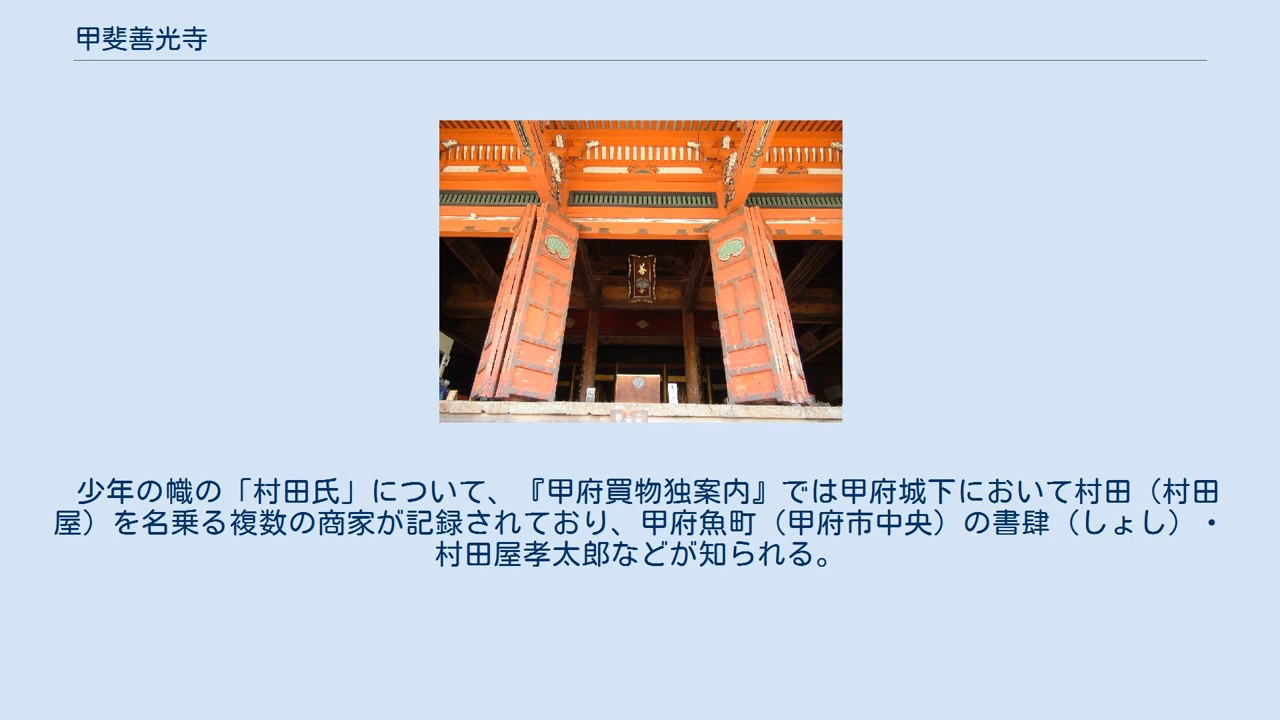 甲斐善光寺
少年の幟の「村田氏」について、『甲府買物独案内』では甲府城下において村田（村田
屋）を名乗る複数の商家が記録されており、甲府魚町（甲府市中央）の書肆（しょし）・
村田屋孝太郎などが知られる。